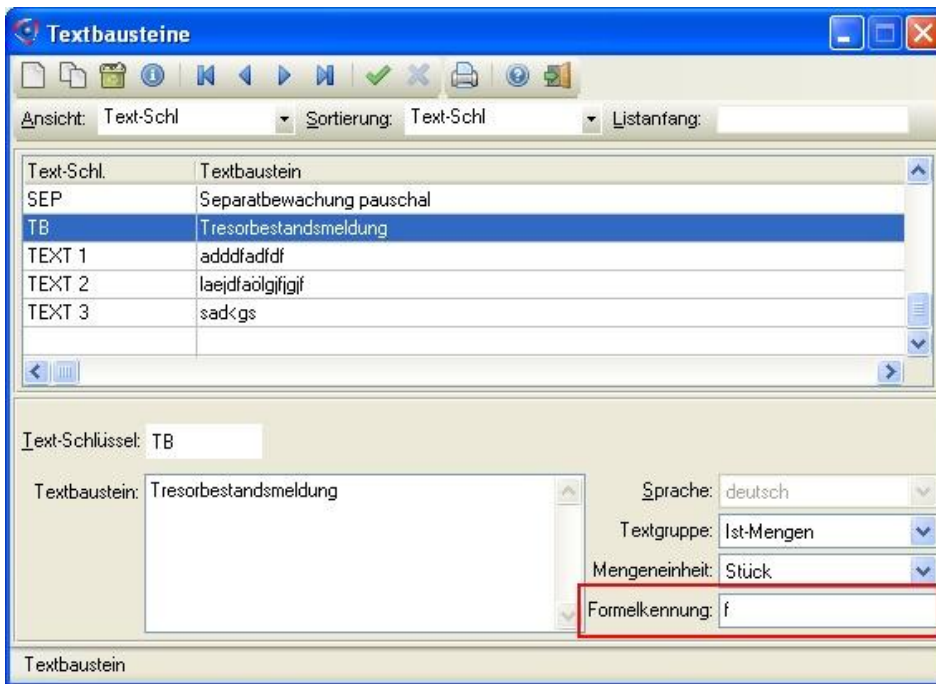 Textbausteine
Ansicht: Text-Schl Sortierung: Text-Schl Listanfang:
Text-Schl. Textbaustein
SEP Separatbewachung pauschal
TB Tresorbestandsmeldung
TEXT 1 adddfadfdf
TEXT 2 laejdfaölgjfjgjf
TEXT 3 sad<gs
Text-Schlüssel: TB
Textbaustein: Tresorbestandsmeldung Sprache: deutsch
Textgruppe: Ist-Mengen
Mengeneinheit: Stück
Formelkennung: f
Textbaustein